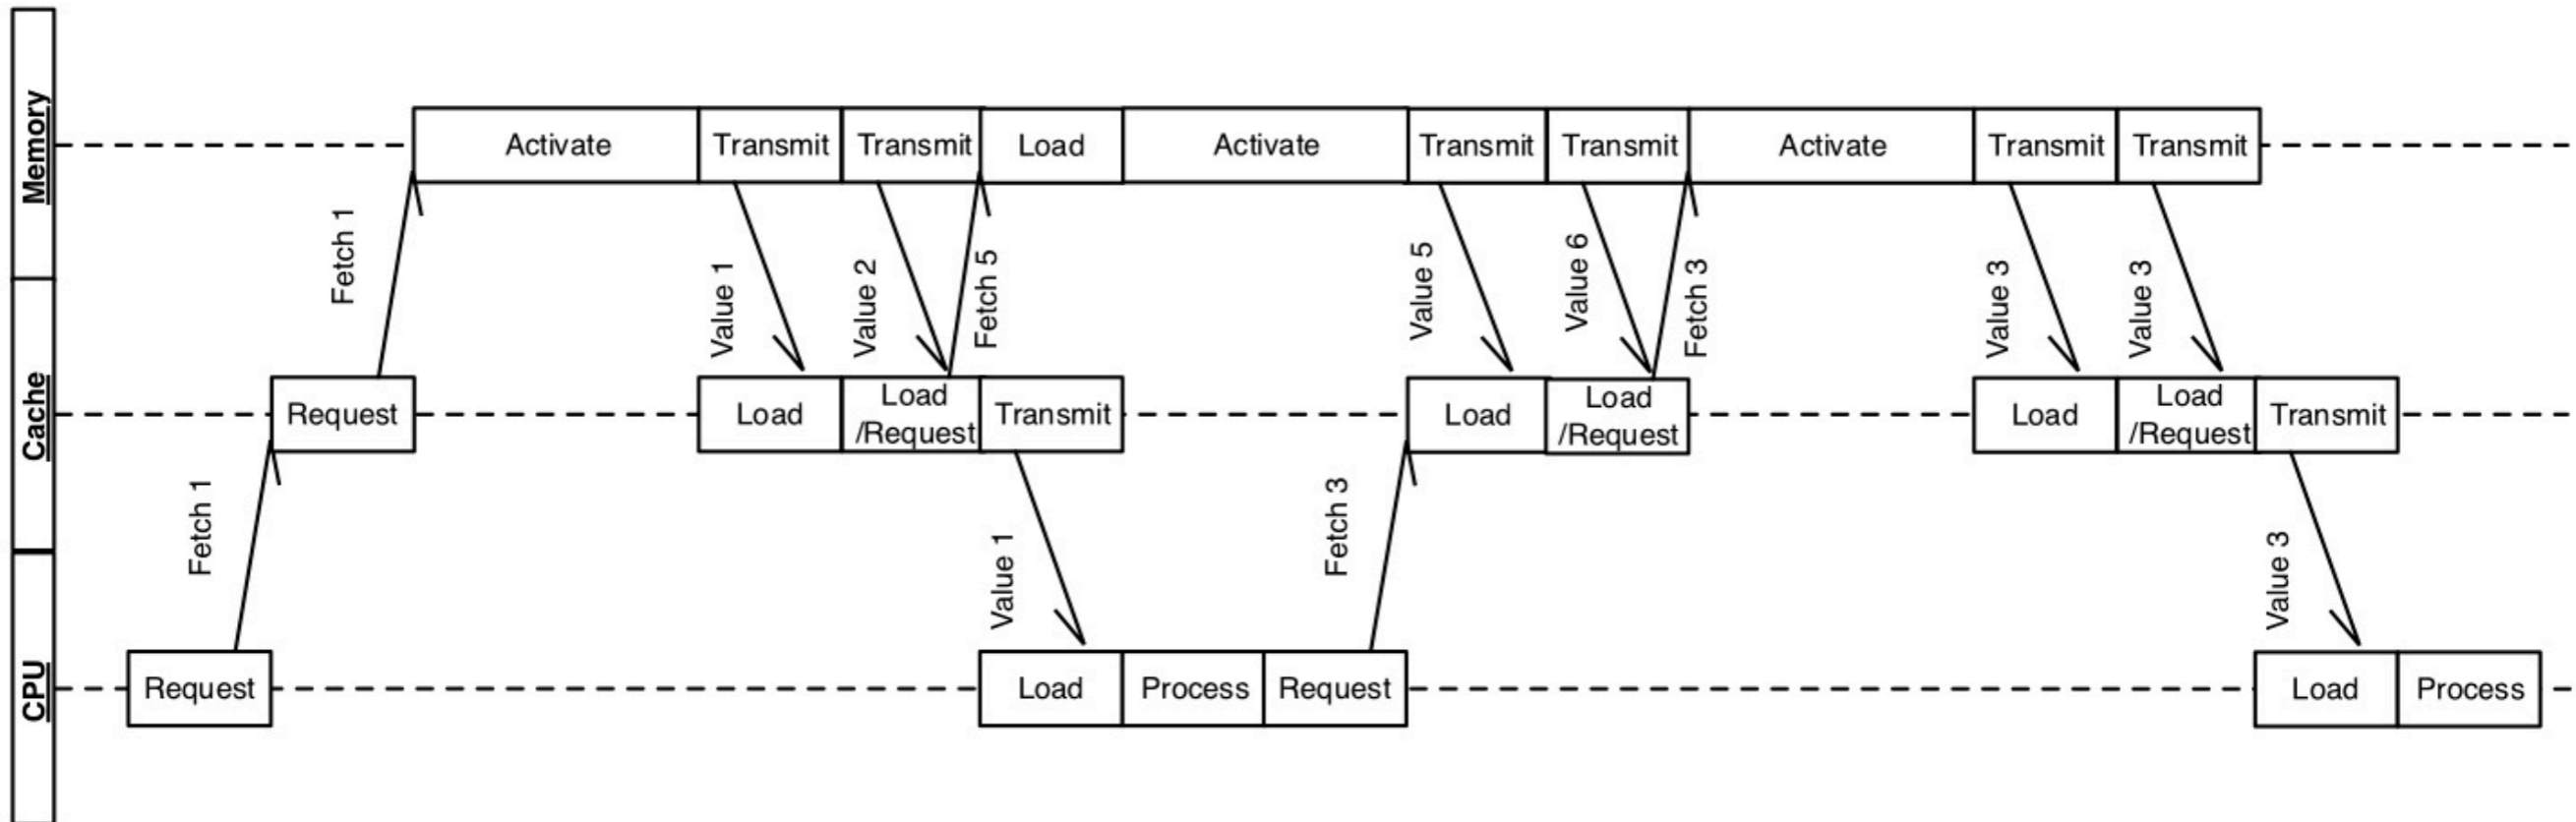 Memory
Activate
Transmit
Transmit
Load
Activate
Transmit
Transmit
Activate
Transmit
Transmit
Fetch 1
Value 1
Value 2
Fetch 5
Value 5
Value 6
Fetch 3
Value 3
Value 3
Cache
Request
Load
Load
/Request
Transmit
Load
Load
/Request
Load
Load
/Request
Transmit
Fetch 1
Value 1
Fetch 3
Value 3
CPU
Request
Load
Process
Request
Load
Process